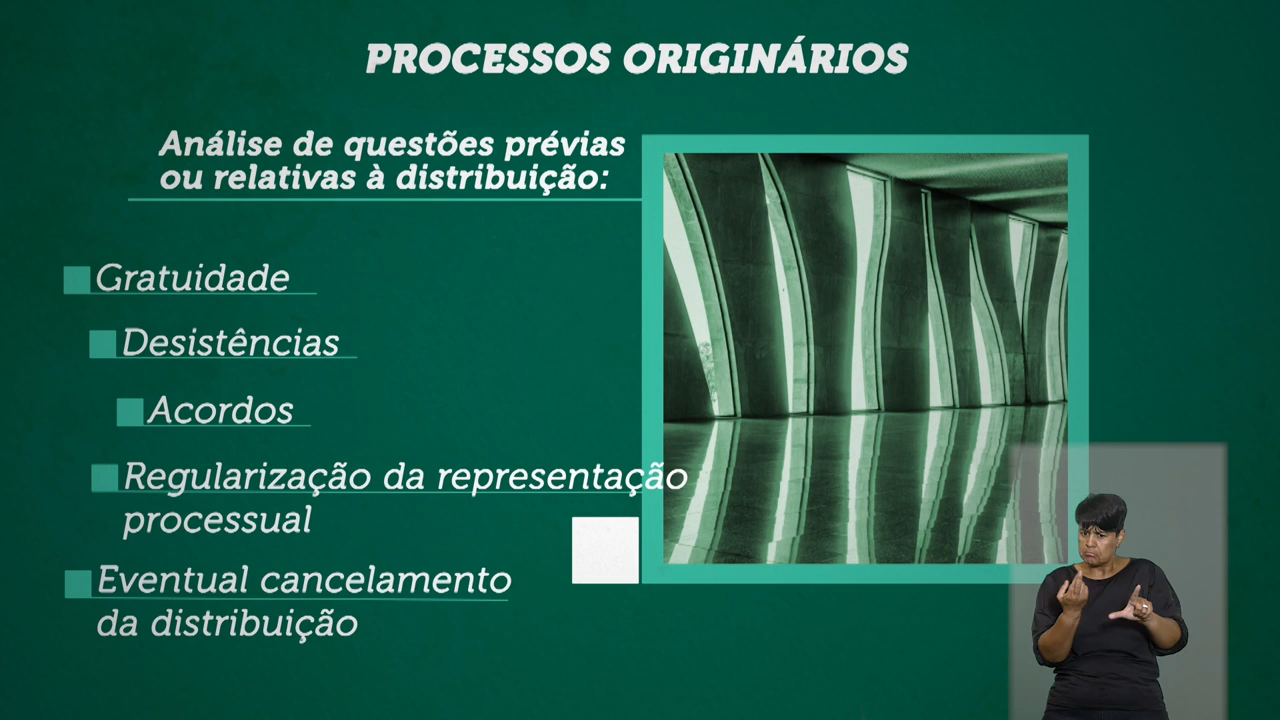 PROCESSOS ORIGINÁRIOS
Análise de questões prévias
ou relativas à distribuição:
Gratuidade
Desistências
Acordos
Regularização da representação
processual
Eventual cancelamento
da distribuição